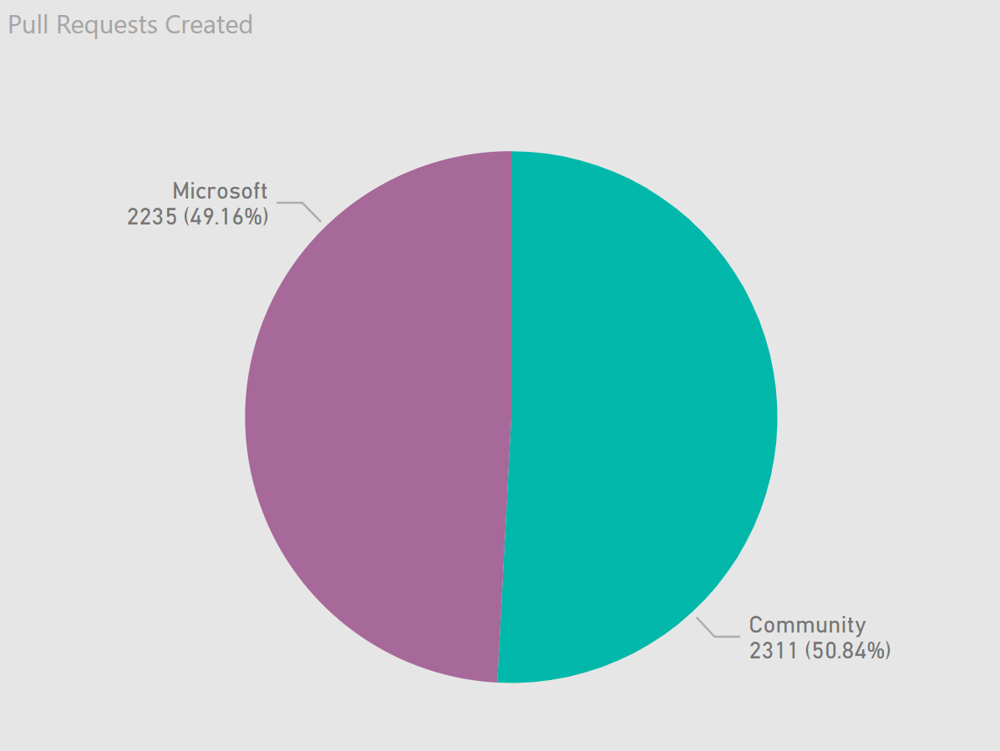 Pull Requests Created
Microsoft
2235 (49.16%)
Community
2311 (50.84%)